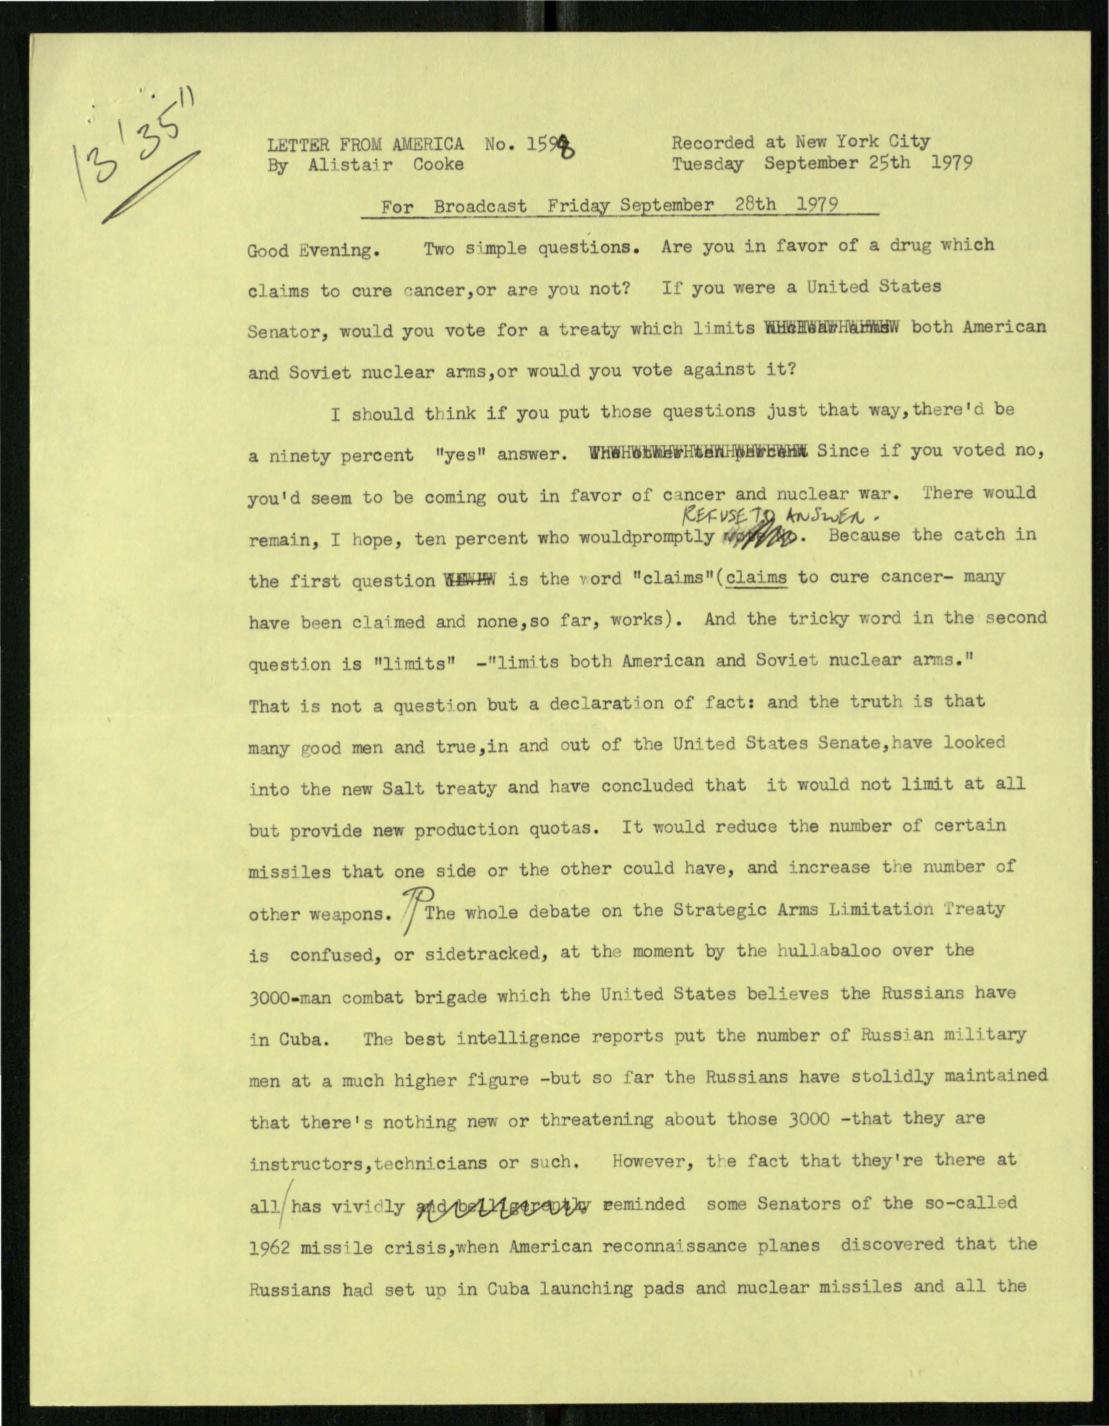 13'35"
LETTER FROM AMERICA No. 1598 Recorded at New York City
By Alistair Cooke Tuesday September 25th 1979
For Broadcast Friday September 28th 1979
Good Evening. Two simple questions. Are you in favor of a drug which
claims to cure cancer,or are you not? If you were a United States
Senator, would you vote for a treaty which limits both American
and Soviet nuclear arms,or would you vote against it?
I should think if you put those questions just that way,there'd be
a ninety percent "yes" answer. Since if you voted no,
you'd seem to be coming out in favor of cancer and nuclear war. There would
REFUSE TO ANSWER.
remain, I hope, ten percent who wouldpromptly . Because the catch in
the first question is the word "claims"(claims to cure cancer- many
have been claimed and none,so far, works). And the tricky word in the second
question is "limits" -"limits both American and Soviet nuclear arms."
That is not a question but a declaration of fact: and the truth is that
many good men and true,in and out of the United States Senate,have looked
into the new Salt treaty and have concluded that it would not limit at all
but provide new production quotas. It would reduce the number of certain
missiles that one side or the other could have, and increase the number of
other weapons. The whole debate on the Strategic Arms Limitation Treaty
is confused, or sidetracked, at the moment by the hullabaloo over the
3000-man combat brigade which the United States believes the Russians have
in Cuba. The best intelligence reports put the number of Russian military
men at a much higher figure -but so far the Russians have stolidly maintained
that there's nothing new or threatening about those 3000 -that they are
instructors,technicians or such. However, the fact that they're there at
all/has vividly and belligerently reminded some Senators of the so-called
1962 missile crisis,when American reconnaissance planes discovered that the
Russians had set up in Cuba launching pads and nuclear missiles and all the